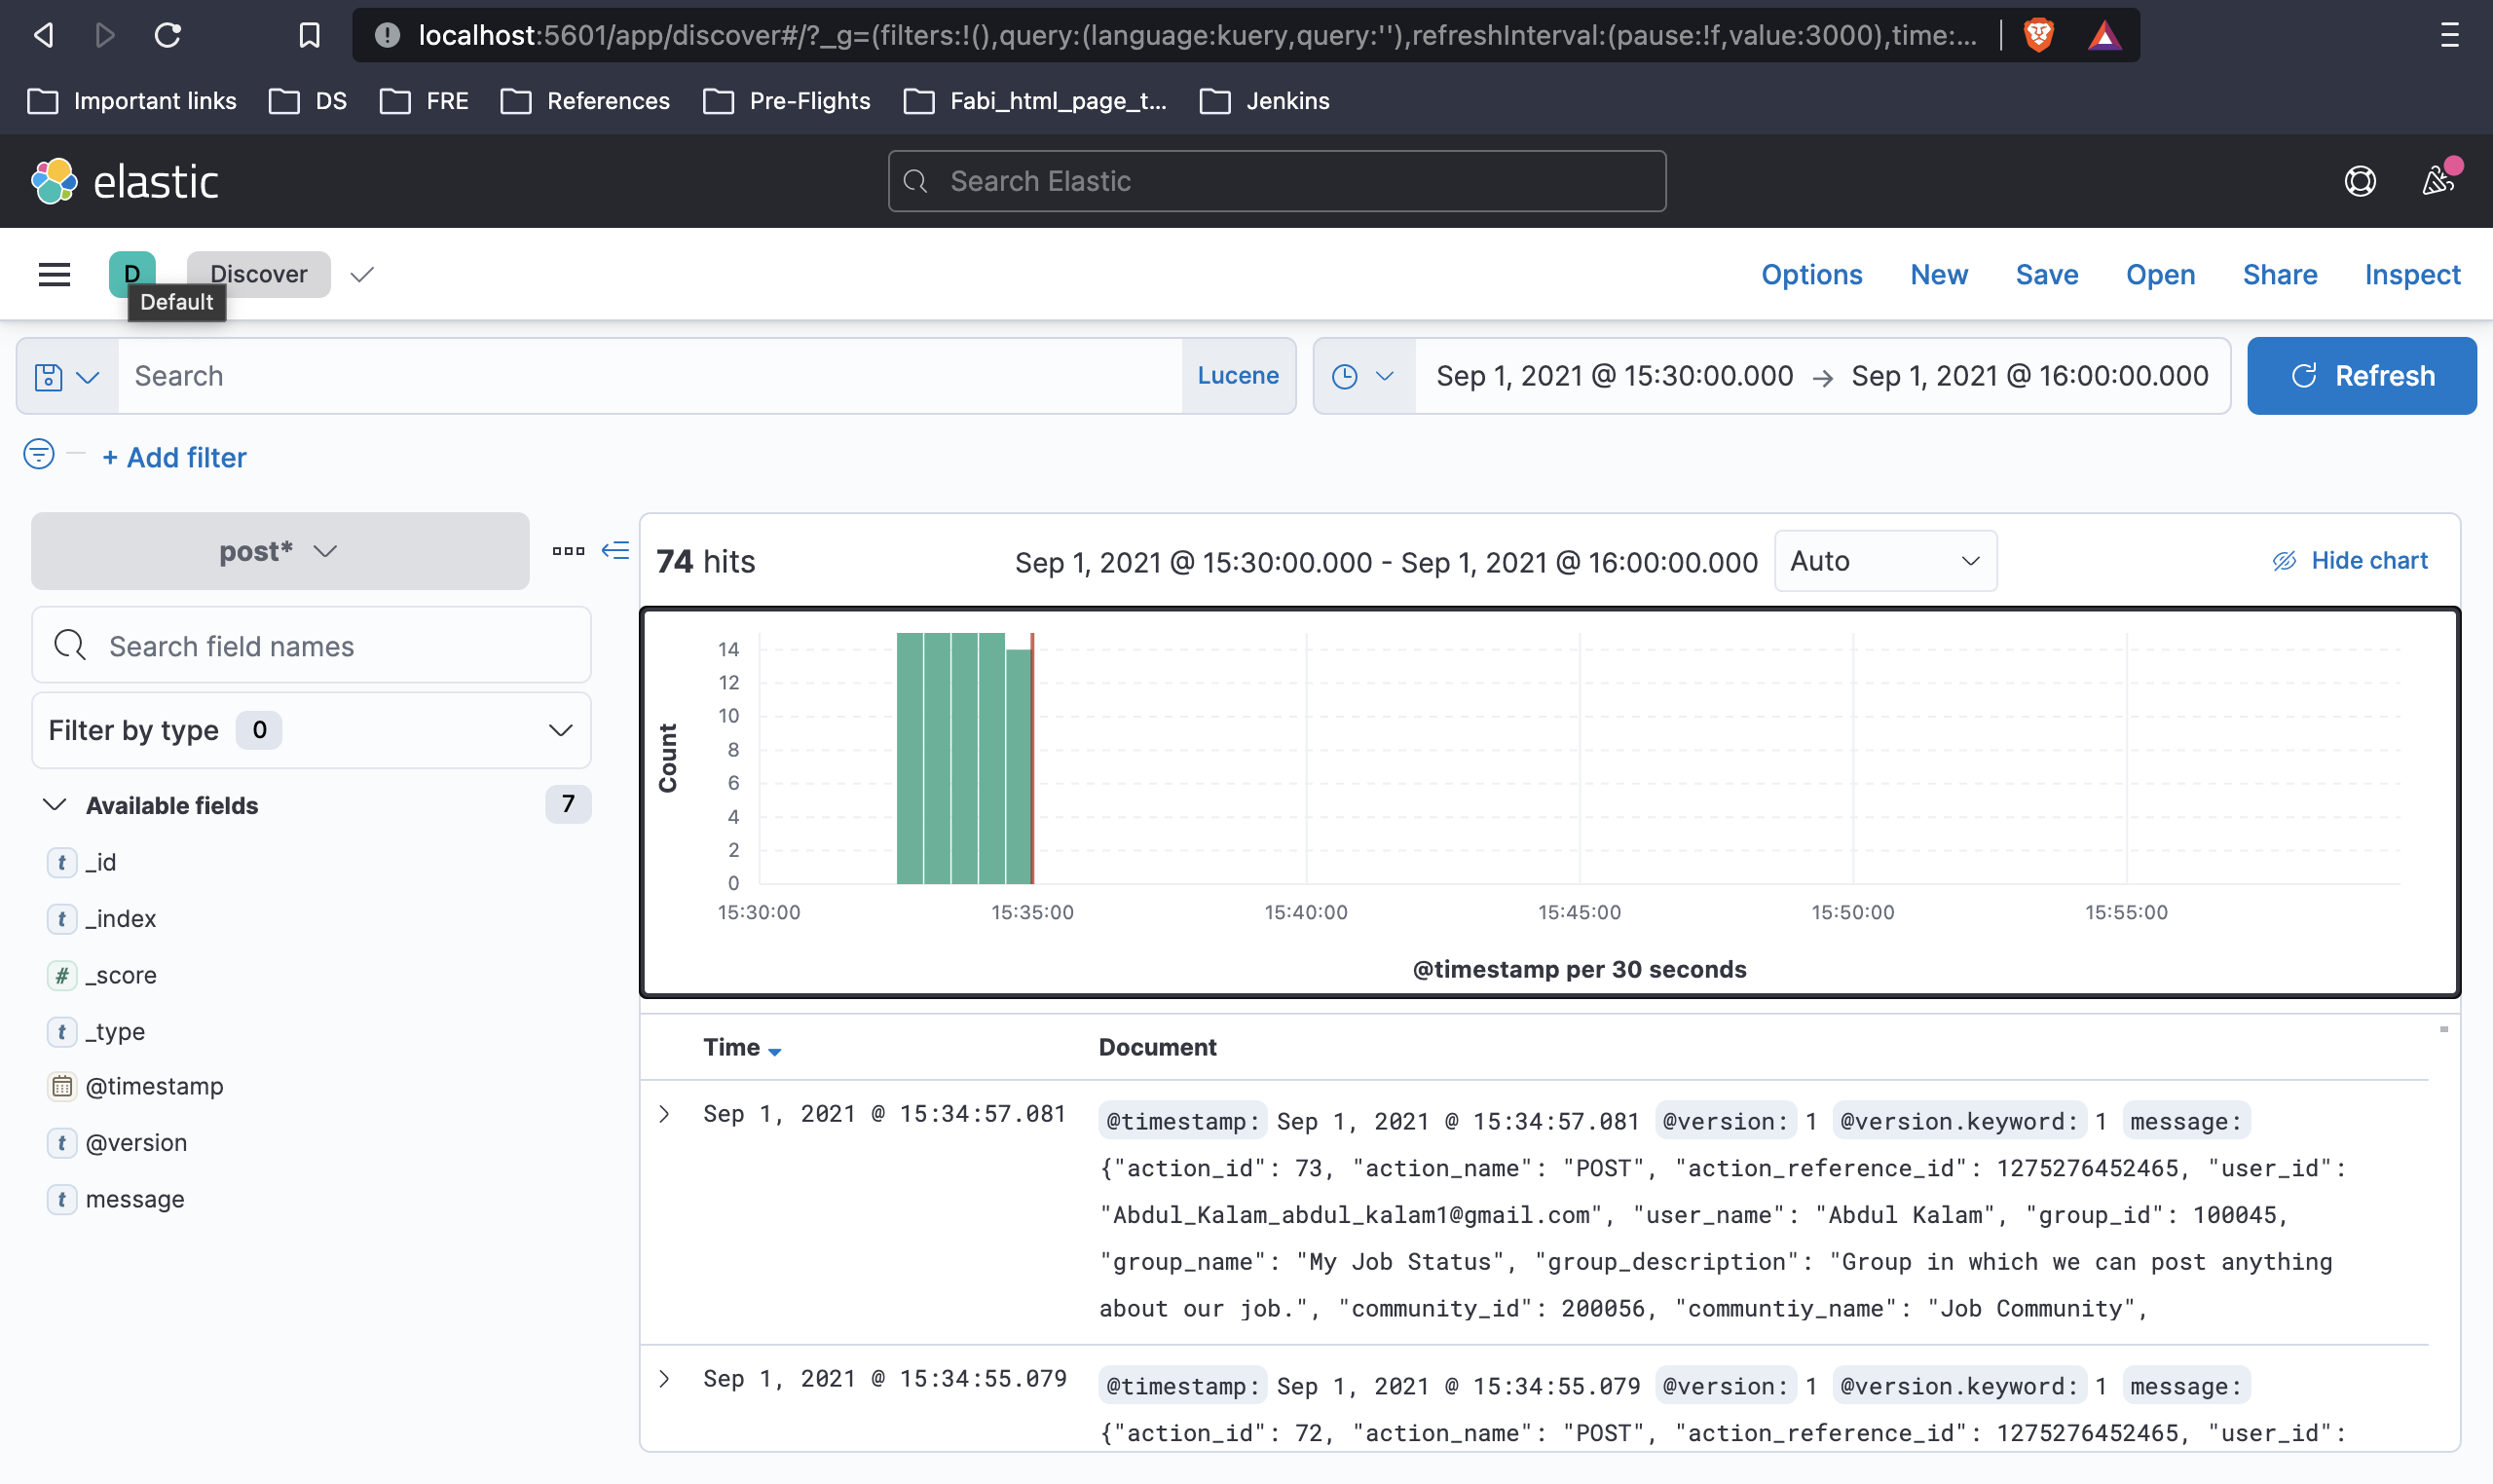 localhost:5601/app/discover#/?_g=(filters:!(),query:(language:kuery,query:''),refreshInterval:(pause:!f,value:3000),time:...
Important links DS FRE References Pre-Flights Fabi_html_page_t... Jenkins
elastic Search Elastic
D Discover Options New Save Open Share Inspect
Default
Search Lucene Sep 1, 2021 @ 15:30:00.000 → Sep 1, 2021 @ 16:00:00.000 Refresh
+ Add filter
post*
74 hits Sep 1, 2021 @ 15:30:00.000 - Sep 1, 2021 @ 16:00:00.000 Auto Hide chart
Search field names
Filter by type 0
Available fields 7
t _id
t _index
# _score
t _type
@timestamp
t @version
t message
Count
14
12
10
8
6
4
2
0
15:30:00 15:35:00 15:40:00 15:45:00 15:50:00 15:55:00
@timestamp per 30 seconds
Time Document
Sep 1, 2021 @ 15:34:57.081 @timestamp: Sep 1, 2021 @ 15:34:57.081 @version: 1 @version.keyword: 1 message:
{"action_id": 73, "action_name": "POST", "action_reference_id": 1275276452465, "user_id":
"Abdul_Kalam_abdul_kalam1@gmail.com", "user_name": "Abdul Kalam", "group_id": 100045,
"group_name": "My Job Status", "group_description": "Group in which we can post anything
about our job.", "community_id": 200056, "communtiy_name": "Job Community",
Sep 1, 2021 @ 15:34:55.079 @timestamp: Sep 1, 2021 @ 15:34:55.079 @version: 1 @version.keyword: 1 message:
{"action_id": 72, "action_name": "POST", "action_reference_id": 1275276452465, "user_id":